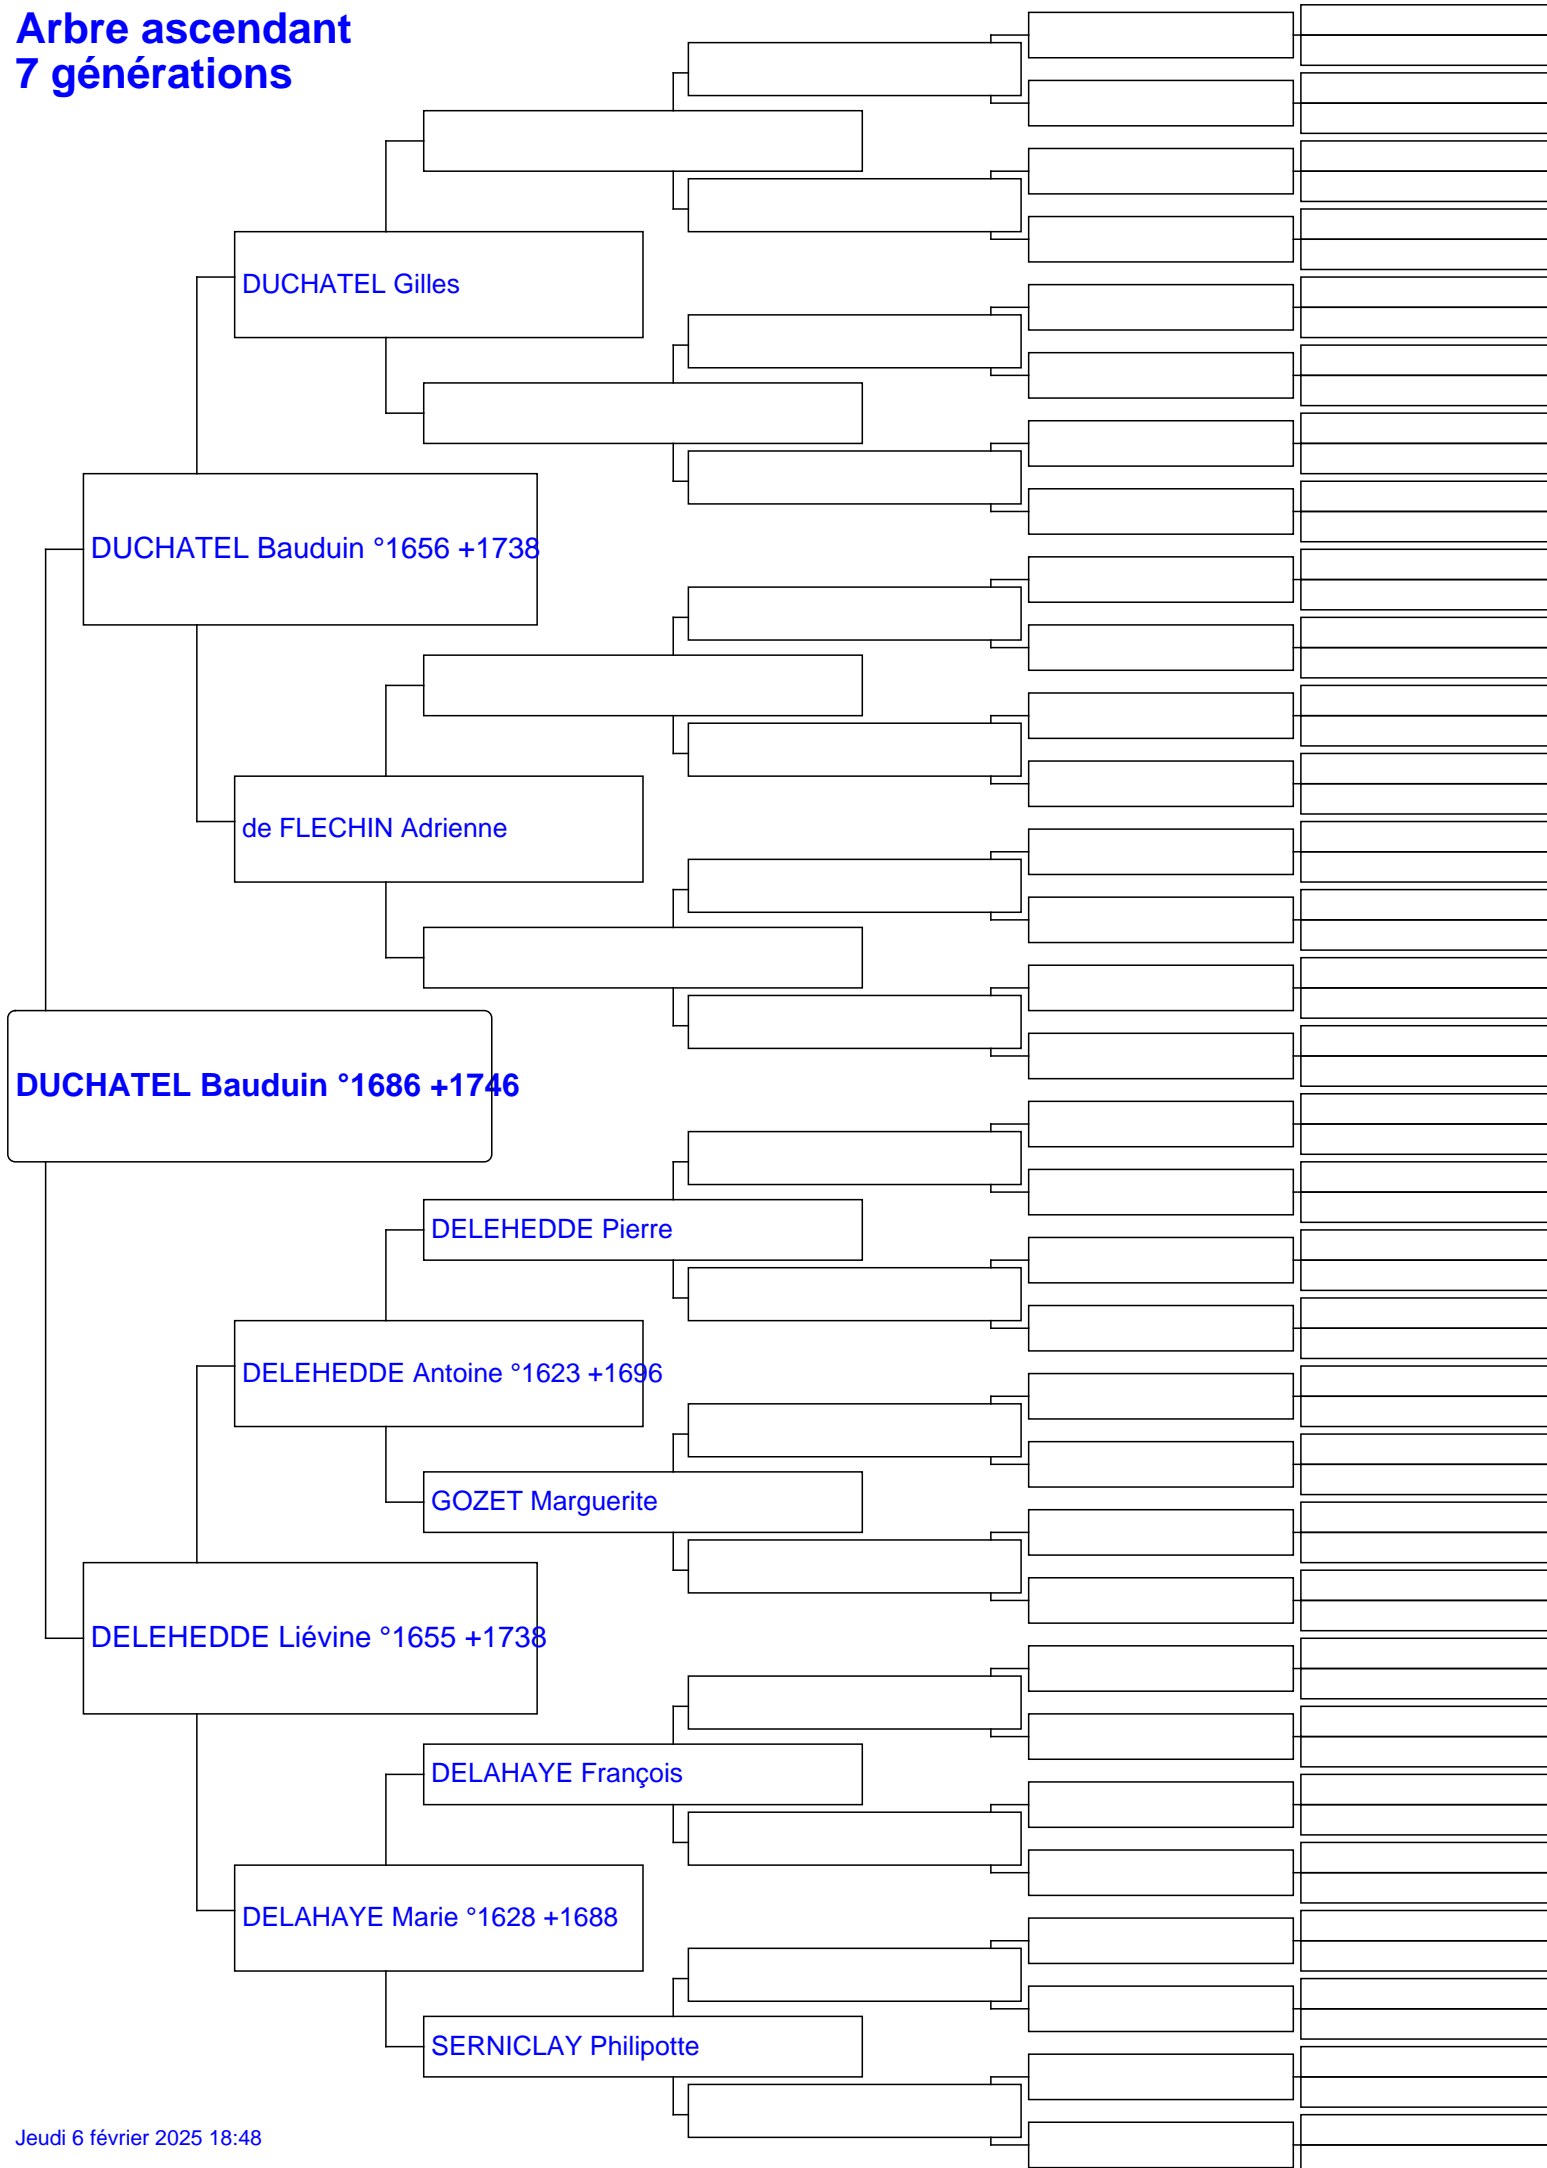 Arbre ascendant
7 générations
DUCHATEL Gilles
DUCHATEL Bauduin °1656 +1738
de FLECHIN Adrienne
DUCHATEL Bauduin °1686 +1746
DELEHEDDE Pierre
DELEHEDDE Antoine °1623 +1696
GOZET Marguerite
DELEHEDDE Liévine °1655 +1738
DELAHAYE François
DELAHAYE Marie °1628 +1688
SERNICLAY Philipotte
Jeudi 6 février 2025 18:48